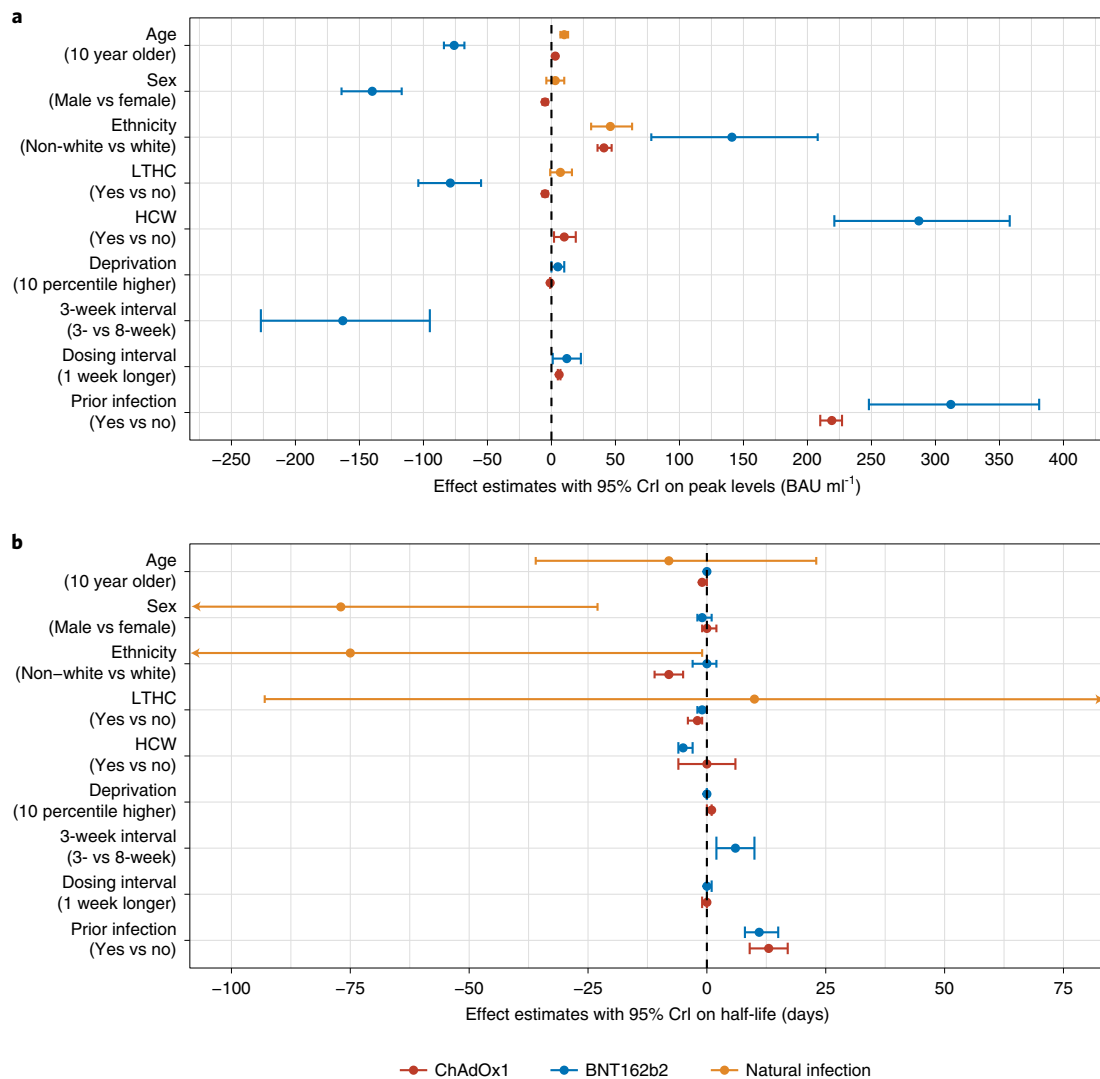 a
Age
(10 year older)
Sex
(Male vs female)
Ethnicity
(Non-white vs white)
LTHC
(Yes vs no)
HCW
(Yes vs no)
Deprivation
(10 percentile higher)
3-week interval
(3- vs 8-week)
Dosing interval
(1 week longer)
Prior infection
(Yes vs no)
−250 −200 −150 −100 −50 0 50 100 150 200 250 300 350 400
Effect estimates with 95% CrI on peak levels (BAU ml⁻¹)
b
Age
(10 year older)
Sex
(Male vs female)
Ethnicity
(Non−white vs white)
LTHC
(Yes vs no)
HCW
(Yes vs no)
Deprivation
(10 percentile higher)
3-week interval
(3- vs 8-week)
Dosing interval
(1 week longer)
Prior infection
(Yes vs no)
−100 −75 −50 −25 0 25 50 75
Effect estimates with 95% CrI on half-life (days)
ChAdOx1 BNT162b2 Natural infection